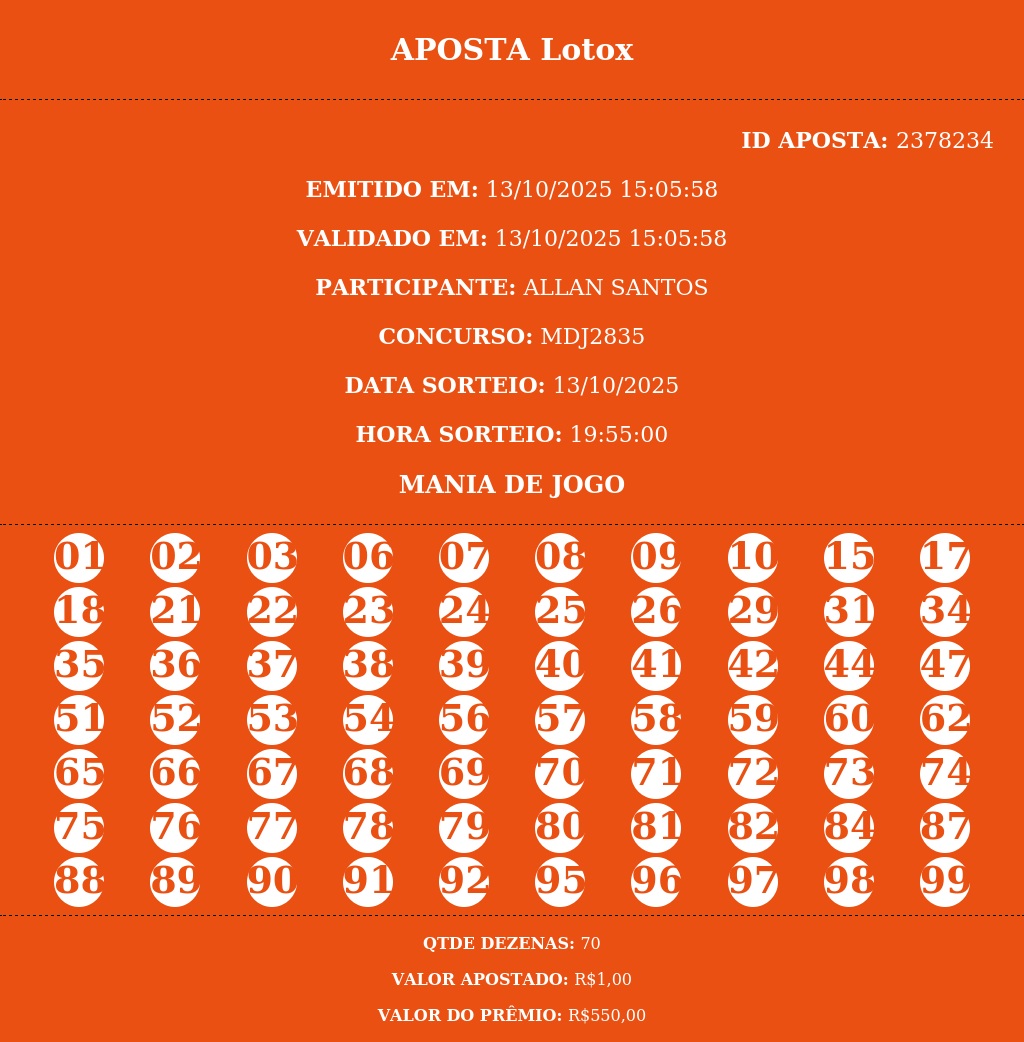 APOSTA Lotox
ID APOSTA: 2378234
EMITIDO EM: 13/10/2025 15:05:58
VALIDADO EM: 13/10/2025 15:05:58
PARTICIPANTE: ALLAN SANTOS
CONCURSO: MDJ2835
DATA SORTEIO: 13/10/2025
HORA SORTEIO: 19:55:00
MANIA DE JOGO
01 02 03 06 07 08 09 10 15 17
18 21 22 23 24 25 26 29 31 34
35 36 37 38 39 40 41 42 44 47
51 52 53 54 56 57 58 59 60 62
65 66 67 68 69 70 71 72 73 74
75 76 77 78 79 80 81 82 84 87
88 89 90 91 92 95 96 97 98 99
QTDE DEZENAS: 70
VALOR APOSTADO: R$1,00
VALOR DO PRÊMIO: R$550,00